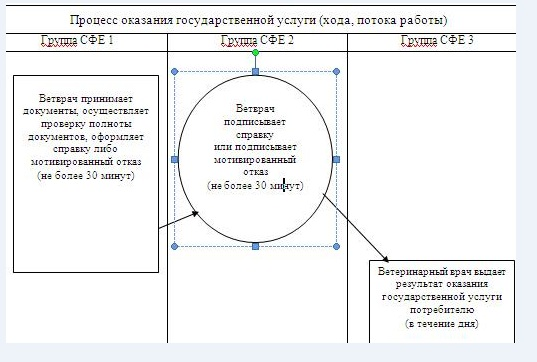 Процесс оказания государственной услуги (хода, потока работы)
Группа СФЕ 1
Группа СФЕ 2
Группа СФЕ 3
Ветврач принимает
документы, осуществляет
проверку полноты
документов, оформляет
справку либо
мотивированный отказ
(не более 30 минут)
Ветврач
подписывает
справку
или подписывает
мотивированный
отказ
(не более 30 минут)
Ветеринарный врач выдает
результат оказания
государственной услуги
потребителю
(в течение дня)